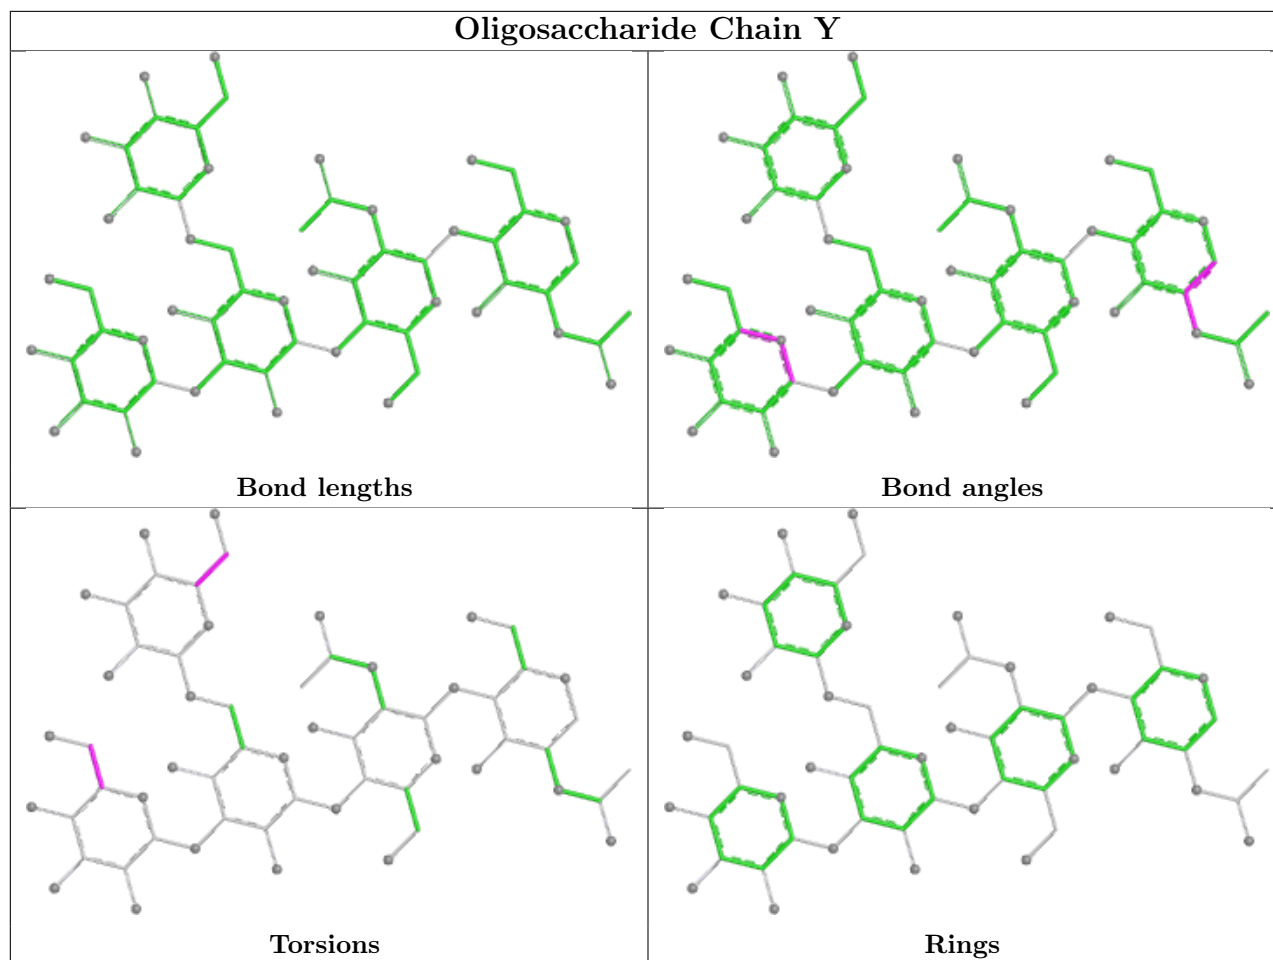 Oligosaccharide Chain Y
Bond lengths
Bond angles
Torsions
Rings